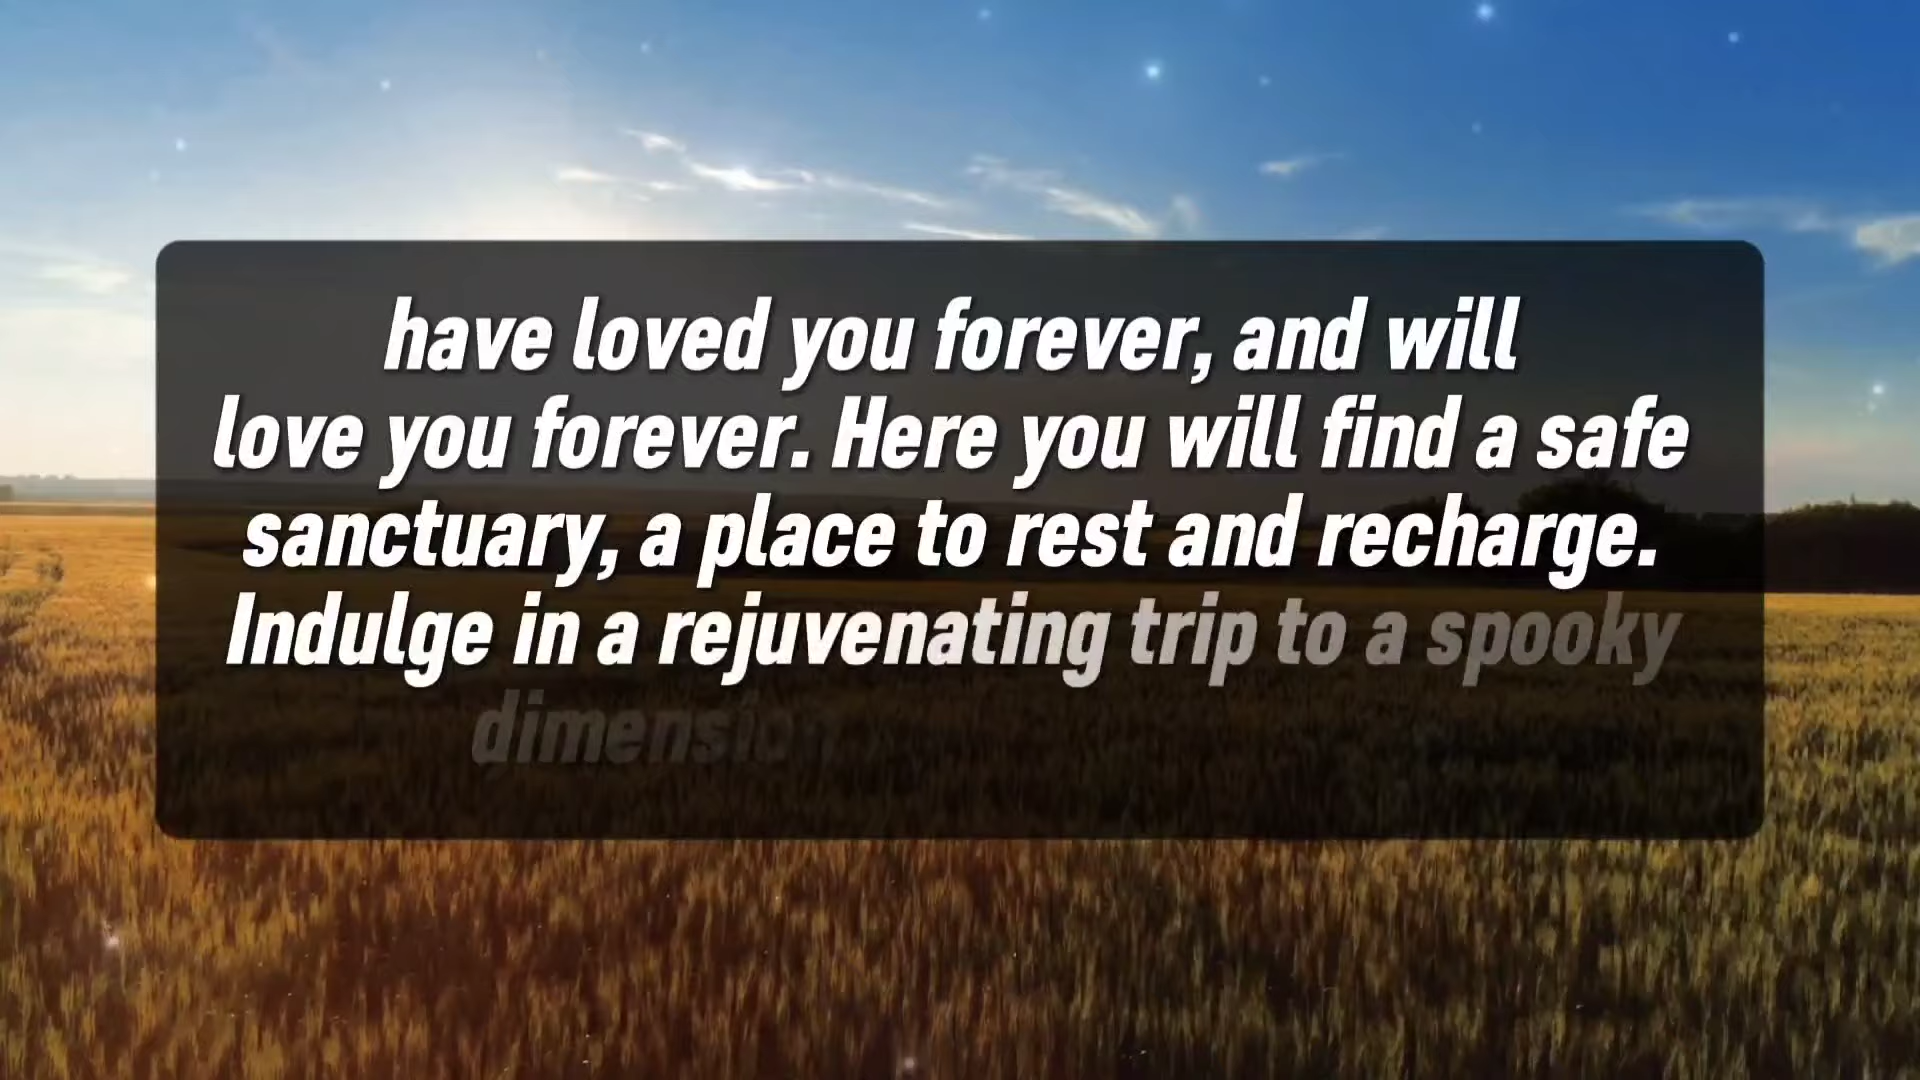 have loved you forever, and will
love you forever. Here you will find a safe
sanctuary, a place to rest and recharge.
Indulge in a rejuvenating trip to a spooky
dimension